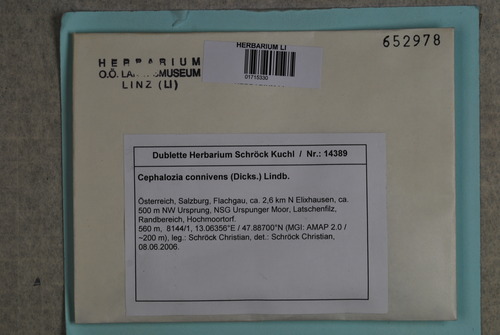 HERBARIUM
O.Ö. LANDESMUSEUM
LINZ (LI)
HERBARIUM LI
01715330
652978
Dublette Herbarium Schröck Kuchl / Nr.: 14389
Cephalozia connivens (Dicks.) Lindb.
Österreich, Salzburg, Flachgau, ca. 2,6 km N Elixhausen, ca.
500 m NW Ursprung, NSG Urspunger Moor, Latschenfilz,
Randbereich, Hochmoortorf.
560 m, 8144/1, 13.06356°E / 47.88700°N (MGI: AMAP 2.0 /
~200 m), leg.: Schröck Christian, det.: Schröck Christian,
08.06.2006.